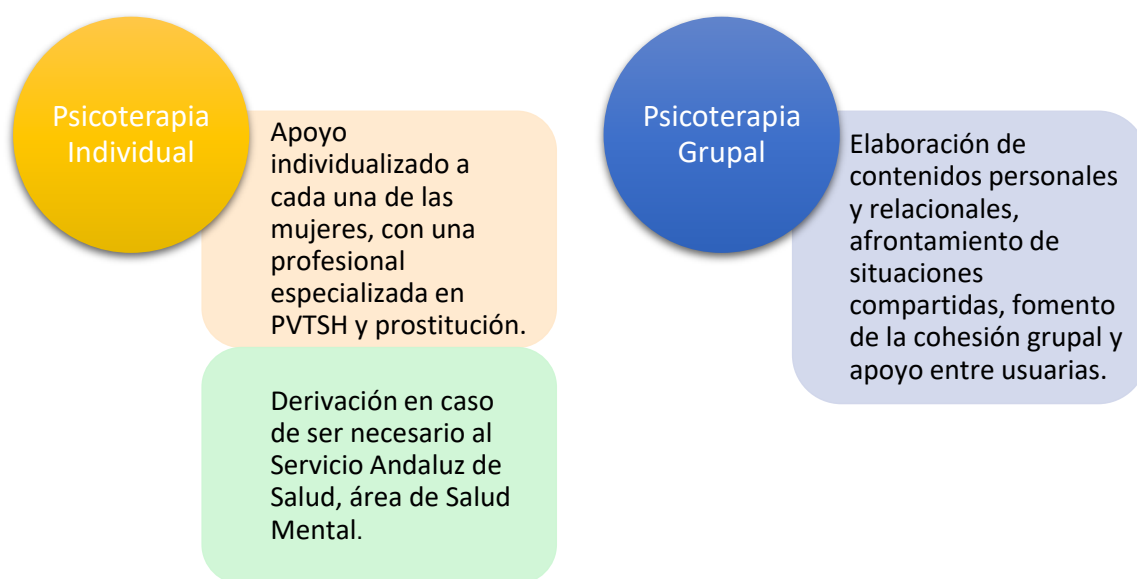 Psicoterapia
Individual
Apoyo
individualizado a
cada una de las
mujeres, con una
profesional
especializada en
PVTSH y prostitución.
Derivación en caso
de ser necesario al
Servicio Andaluz de
Salud, área de Salud
Mental.
Psicoterapia
Grupal
Elaboración de
contenidos personales
y relacionales,
afrontamiento de
situaciones
compartidas, fomento
de la cohesión grupal y
apoyo entre usuarias.